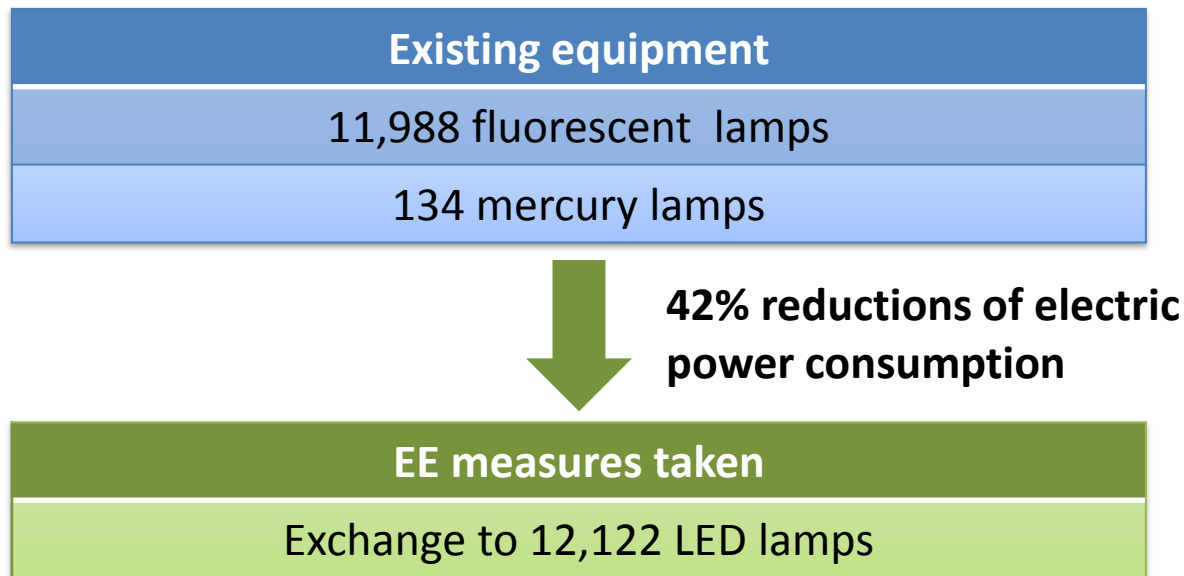 Existing equipment
11,988 fluorescent lamps
134 mercury lamps
42% reductions of electric
power consumption
EE measures taken
Exchange to 12,122 LED lamps